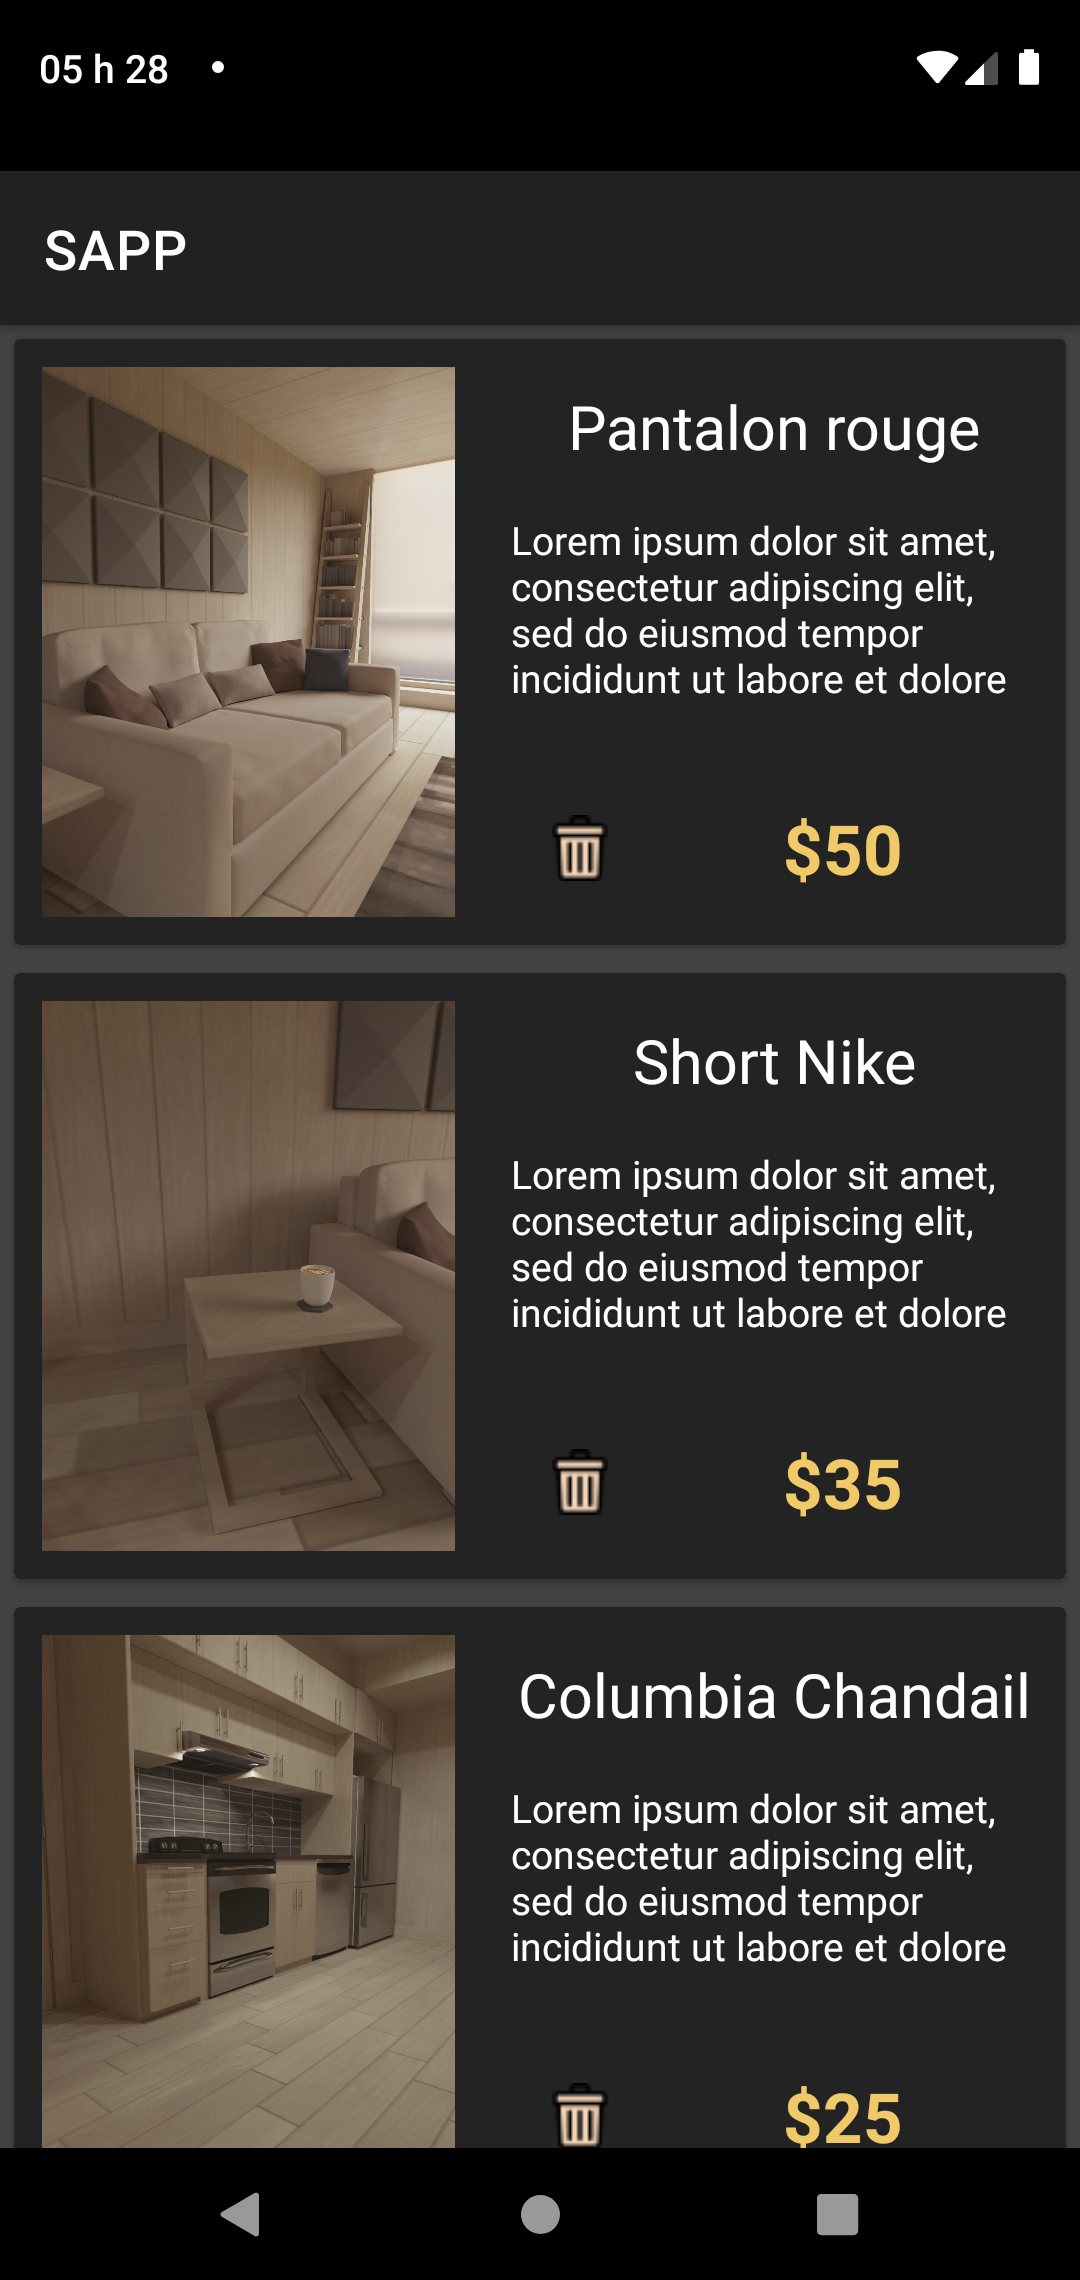 05 h 28
SAPP
Pantalon rouge
Lorem ipsum dolor sit amet,
consectetur adipiscing elit,
sed do eiusmod tempor
incididunt ut labore et dolore
$50
Short Nike
Lorem ipsum dolor sit amet,
consectetur adipiscing elit,
sed do eiusmod tempor
incididunt ut labore et dolore
$35
Columbia Chandail
Lorem ipsum dolor sit amet,
consectetur adipiscing elit,
sed do eiusmod tempor
incididunt ut labore et dolore
$25